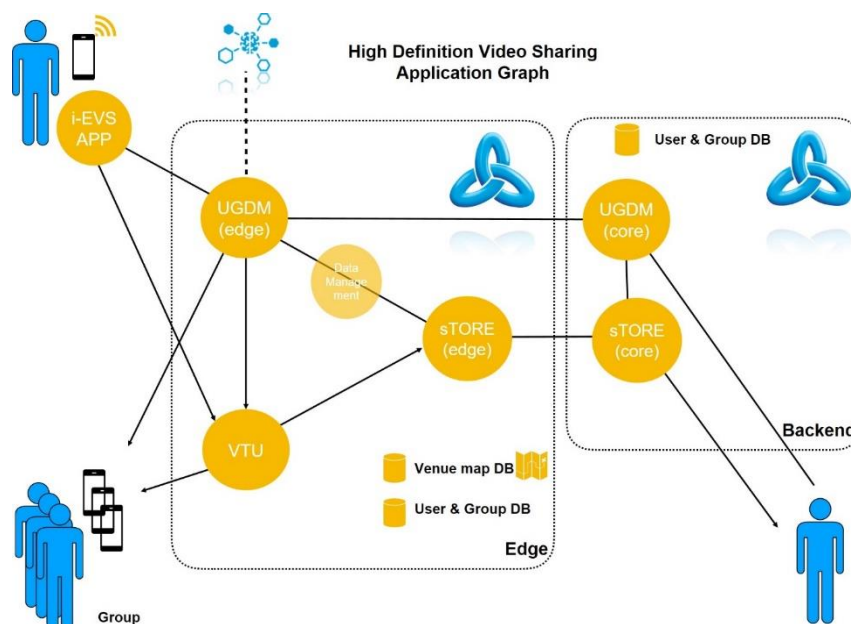 High Definition Video Sharing
Application Graph
i-EVS
APP
User & Group DB
UGDM
(edge)
UGDM
(core)
Data
Manage
ment
sTORE
(edge)
sTORE
(core)
VTU
Backend
Venue map DB
User & Group DB
Edge
Group